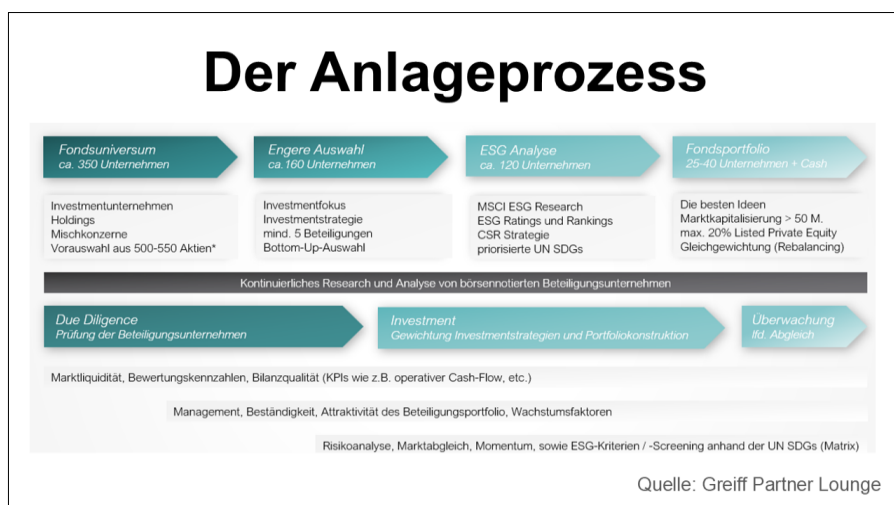 Der Anlageprozess
Fondsuniversum
ca. 350 Unternehmen
Engere Auswahl
ca.160 Unternehmen
ESG Analyse
ca. 120 Unternehmen
Fondsportfolio
25-40 Unternehmen + Cash
Investmentunternehmen
Holdings
Mischkonzerne
Vorauswahl aus 500-550 Aktien*
Investmentfokus
Investmentstrategie
mind. 5 Beteiligungen
Bottom-Up-Auswahl
MSCI ESG Research
ESG Ratings und Rankings
CSR Strategie
priorisierte UN SDGs
Die besten Ideen
Marktkapitalisierung > 50 M.
max. 20% Listed Private Equity
Gleichgewichtung (Rebalancing)
Kontinuierliches Research und Analyse von börsennotierten Beteiligungsunternehmen
Due Diligence
Prüfung der Beteiligungsunternehmen
Investment
Gewichtung Investmentstrategien und Portfoliokonstruktion
Überwachung
lfd. Abgleich
Marktliquidität, Bewertungskennzahlen, Bilanzqualität (KPIs wie z.B. operativer Cash-Flow, etc.)
Management, Beständigkeit, Attraktivität des Beteiligungsportfolio, Wachstumsfaktoren
Risikoanalyse, Marktabgleich, Momentum, sowie ESG-Kriterien / -Screening anhand der UN SDGs (Matrix)
Quelle: Greiff Partner Lounge